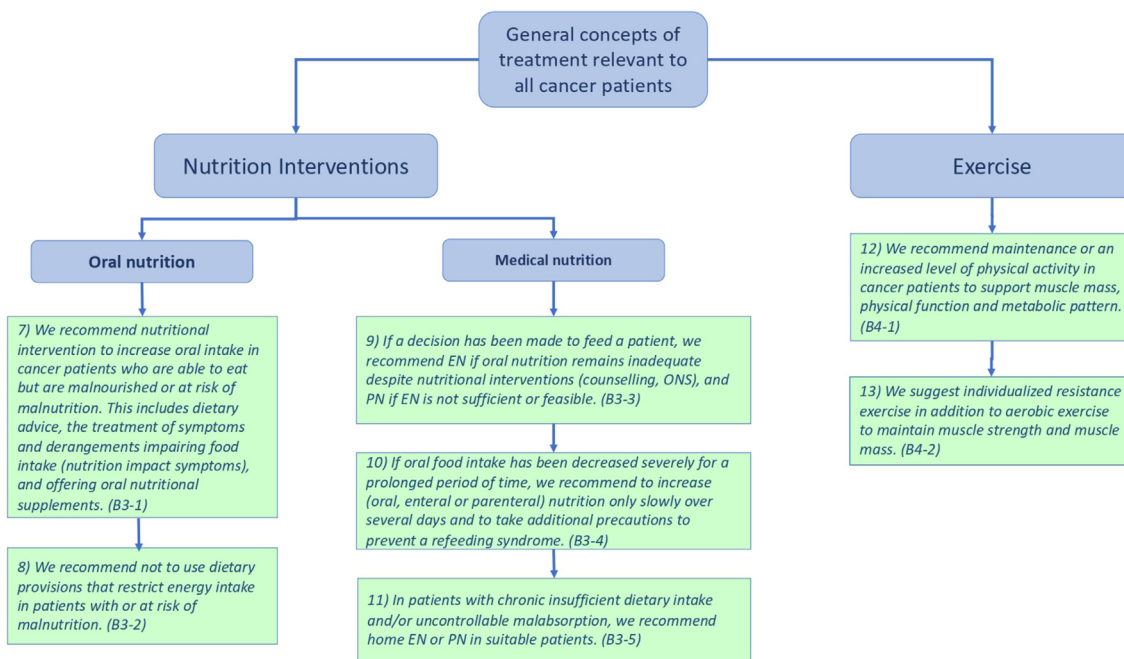 General concepts of
treatment relevant to
all cancer patients
Nutrition Interventions
Exercise
Oral nutrition
Medical nutrition
7) We recommend nutritional
intervention to increase oral intake in
cancer patients who are able to eat
but are malnourished or at risk of
malnutrition. This includes dietary
advice, the treatment of symptoms
and derangements impairing food
intake (nutrition impact symptoms),
and offering oral nutritional
supplements. (B3-1)
8) We recommend not to use dietary
provisions that restrict energy intake
in patients with or at risk of
malnutrition. (B3-2)
9) If a decision has been made to feed a patient, we
recommend EN if oral nutrition remains inadequate
despite nutritional interventions (counselling, ONS), and
PN if EN is not sufficient or feasible. (B3-3)
10) If oral food intake has been decreased severely for a
prolonged period of time, we recommend to increase
(oral, enteral or parenteral) nutrition only slowly over
several days and to take additional precautions to
prevent a refeeding syndrome. (B3-4)
11) In patients with chronic insufficient dietary intake
and/or uncontrollable malabsorption, we recommend
home EN or PN in suitable patients. (B3-5)
12) We recommend maintenance or an
increased level of physical activity in
cancer patients to support muscle mass,
physical function and metabolic pattern.
(B4-1)
13) We suggest individualized resistance
exercise in addition to aerobic exercise
to maintain muscle strength and muscle
mass. (B4-2)